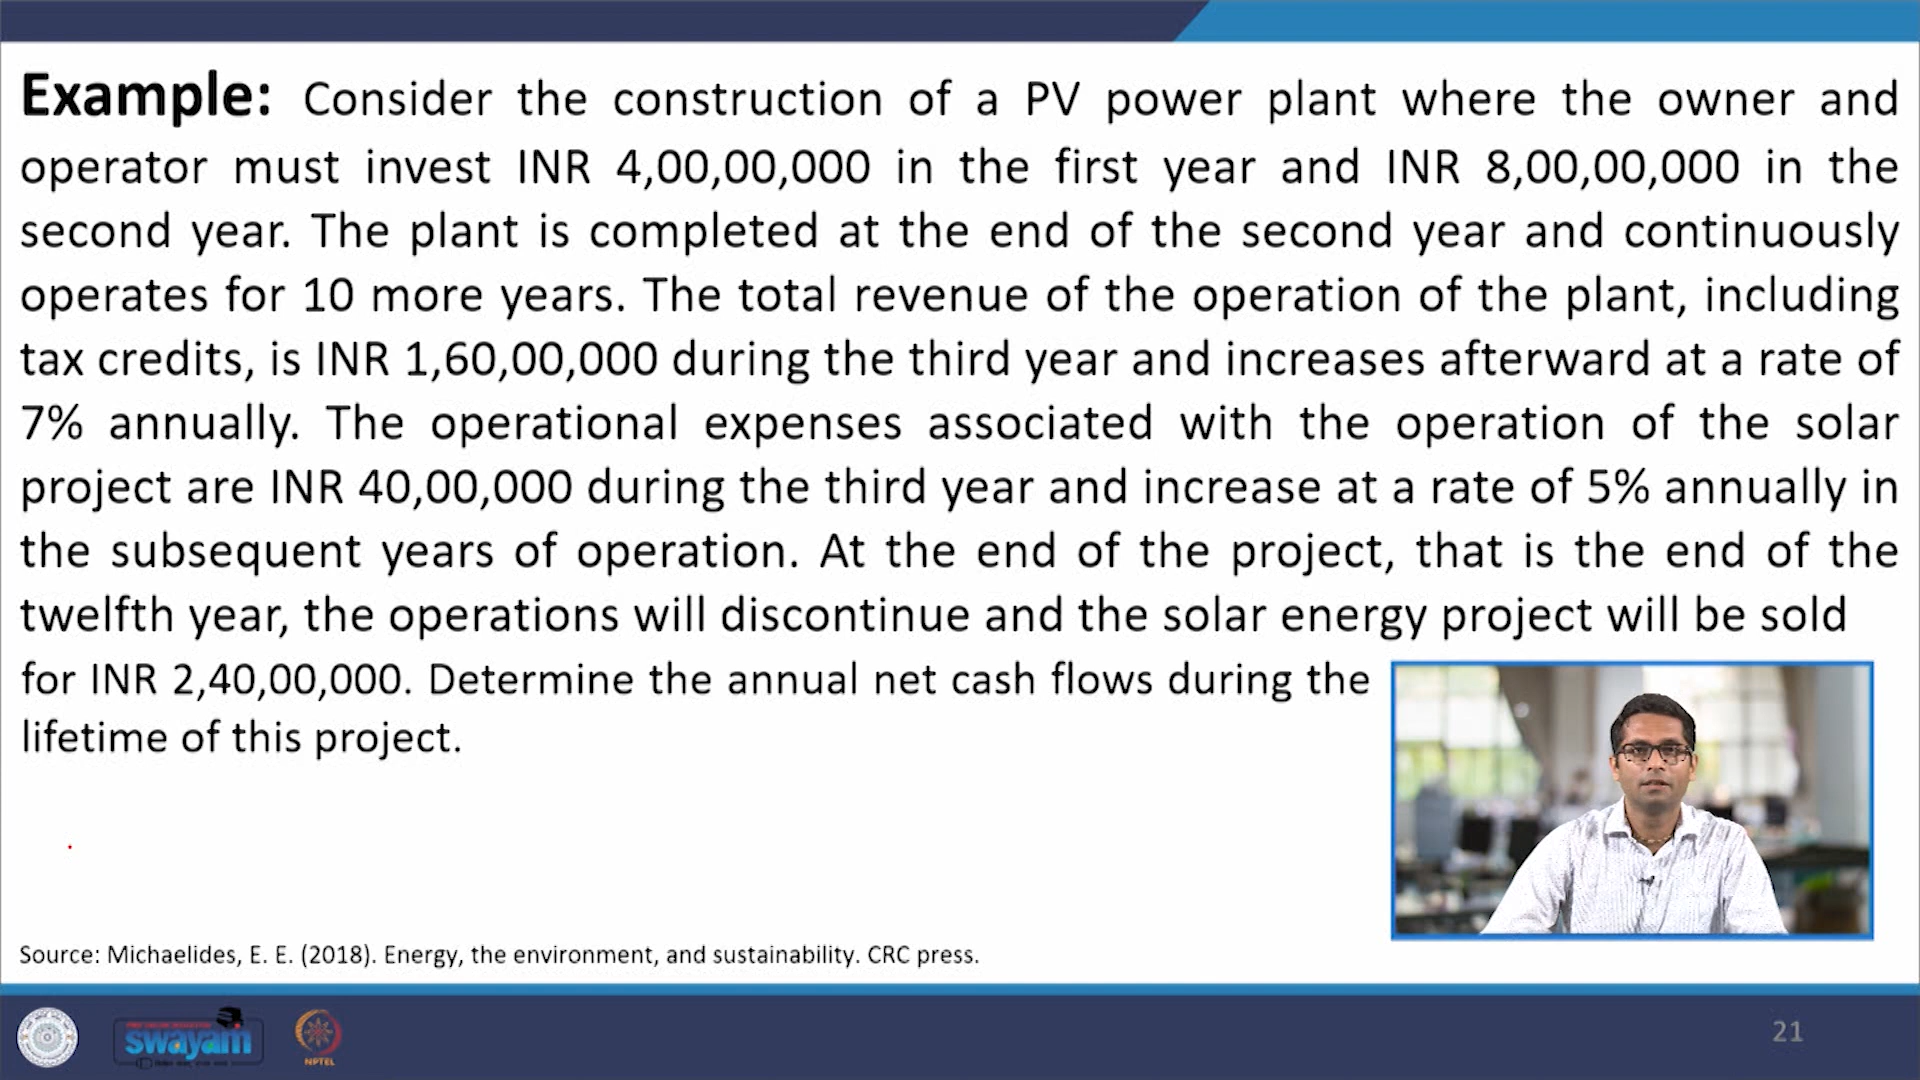 Example: Consider the construction of a PV power plant where the owner and
operator must invest INR 4,00,00,000 in the first year and INR 8,00,00,000 in the
second year. The plant is completed at the end of the second year and continuously
operates for 10 more years. The total revenue of the operation of the plant, including
tax credits, is INR 1,60,00,000 during the third year and increases afterward at a rate of
7% annually. The operational expenses associated with the operation of the solar
project are INR 40,00,000 during the third year and increase at a rate of 5% annually in
the subsequent years of operation. At the end of the project, that is the end of the
twelfth year, the operations will discontinue and the solar energy project will be sold
for INR 2,40,00,000. Determine the annual net cash flows during the
lifetime of this project.
Source: Michaelides, E. E. (2018). Energy, the environment, and sustainability. CRC press.
swayam
NPTEL
21